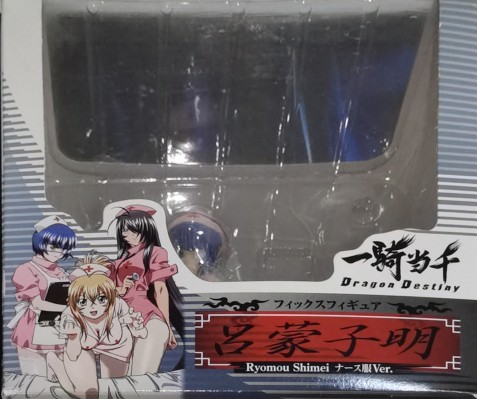 一騎当千
Dragon Destiny
フィックスフィギュア
呂蒙子明
Ryomou Shimei ナース服Ver.